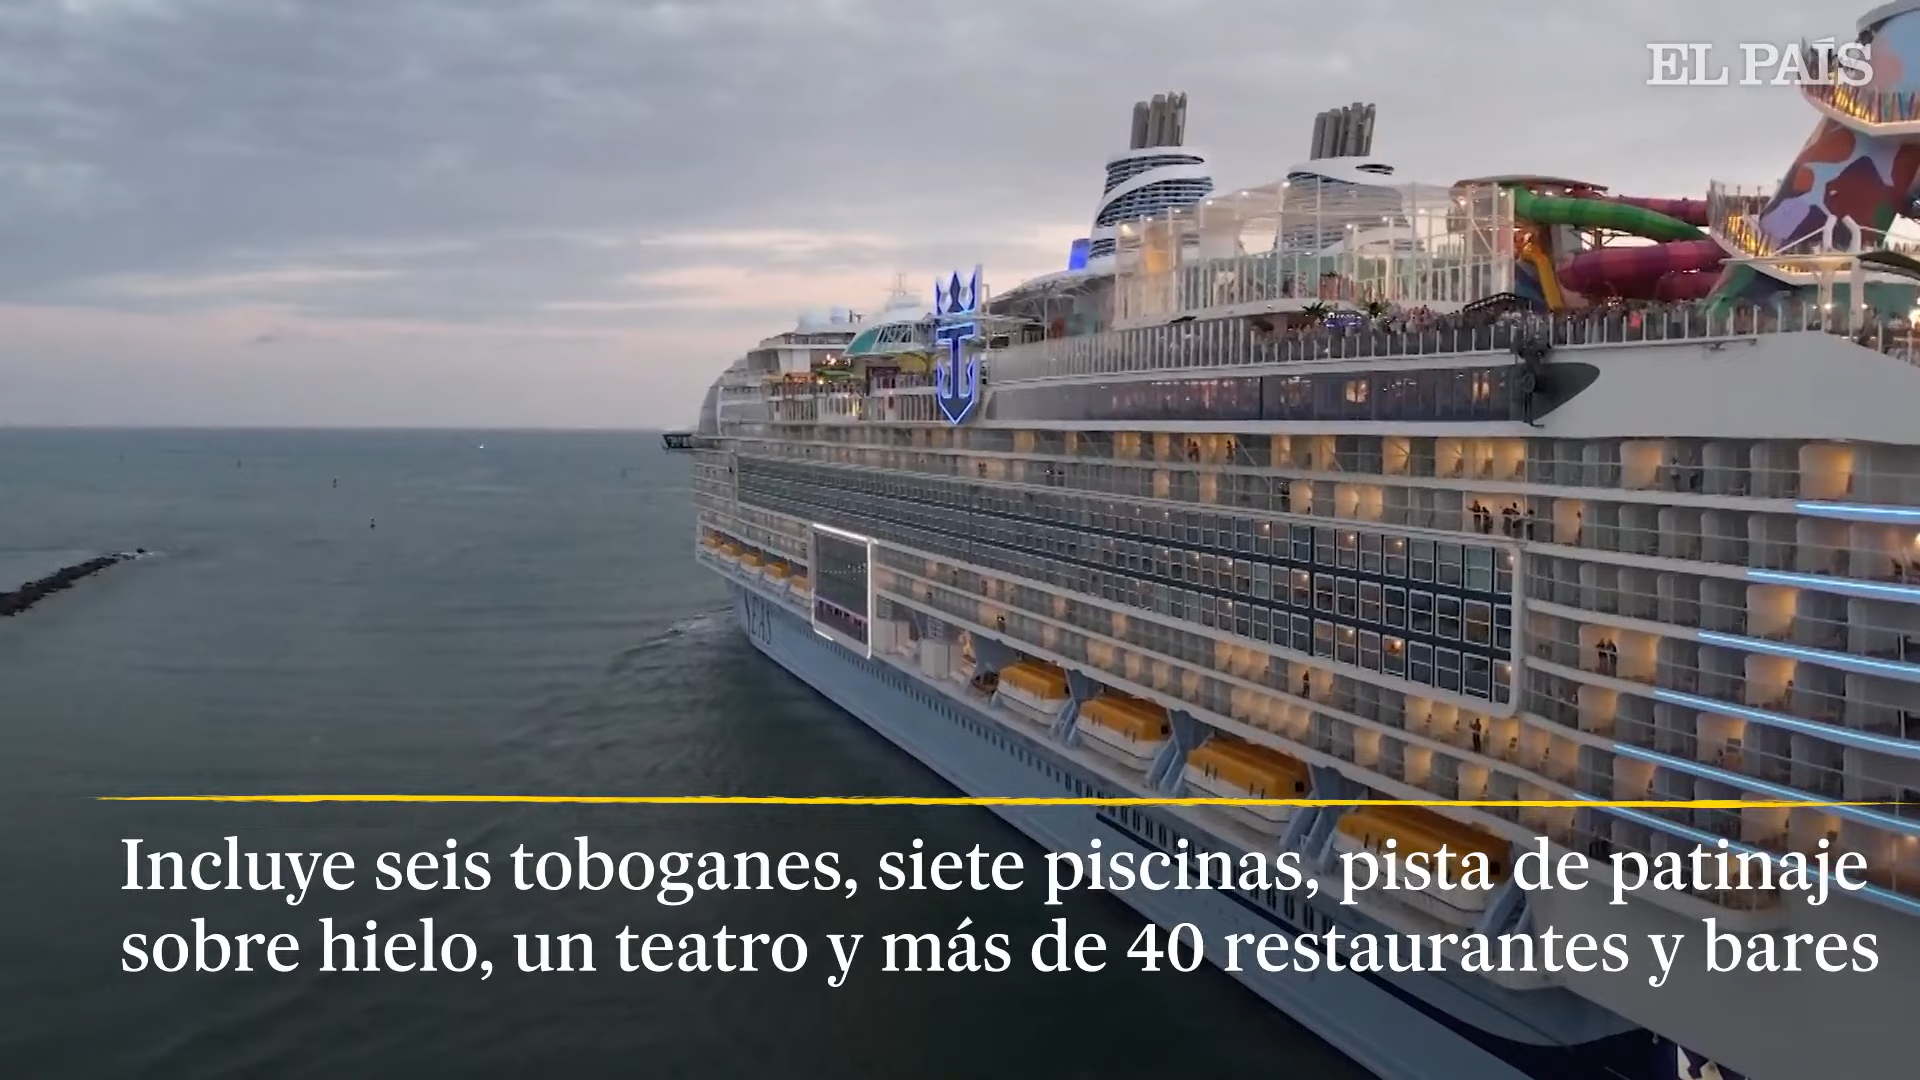 EL PAÍS
EAS
Incluye seis toboganes, siete piscinas, pista de patinaje
sobre hielo, un teatro y más de 40 restaurantes y bares